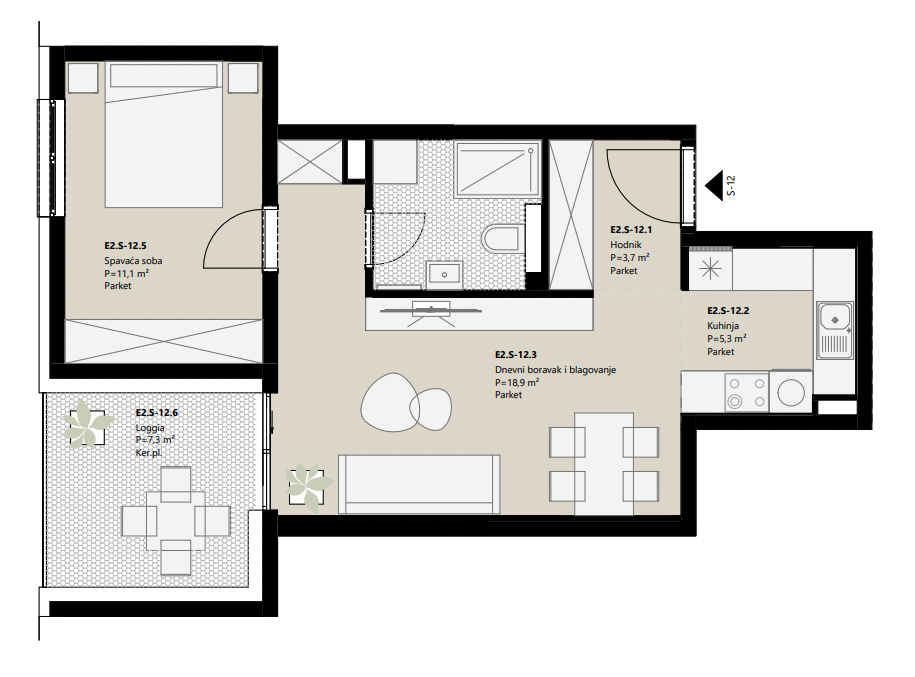 E2.S-12.5
Spavaća soba
P=11,1 m²
Parket
E2.S-12.1
Hodnik
P=3,7 m²
Parket
S-12
E2.S-12.2
Kuhinja
P=5,3 m²
Parket
E2.S-12.3
Dnevni boravak i blagovanje
P=18,9 m²
Parket
E2.S-12.6
Loggia
P=7,3 m²
Ker.pl.